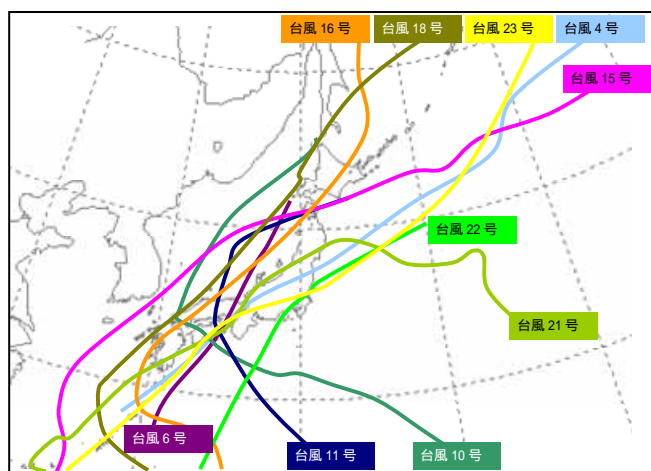 台風 16 号
台風 18 号
台風 23 号
台風 4 号
台風 15 号
台風 22 号
台風 21 号
台風 6 号
台風 11 号
台風 10 号